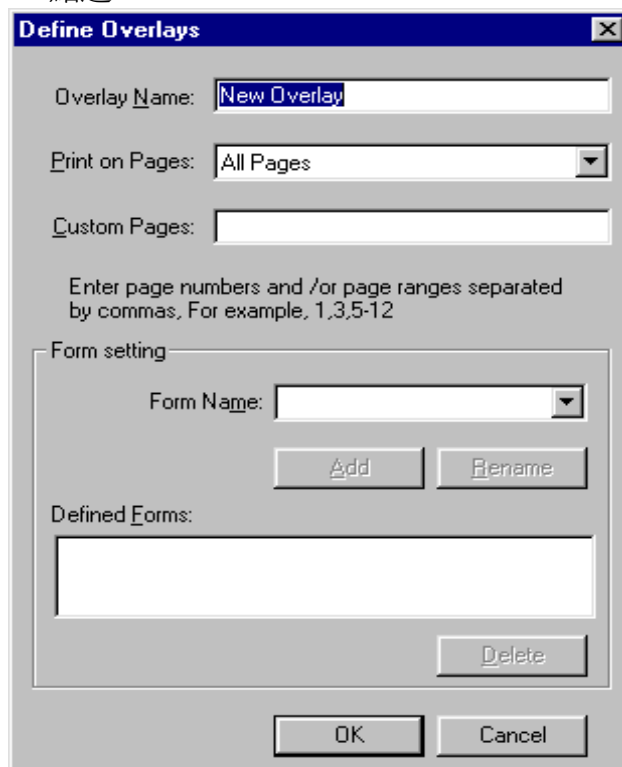 Define Overlays
Overlay Name: New Overlay
Print on Pages: All Pages
Custom Pages:
Enter page numbers and /or page ranges separated
by commas, For example, 1,3,5-12
Form setting
Form Name:
Add Rename
Defined Forms:
Delete
OK Cancel